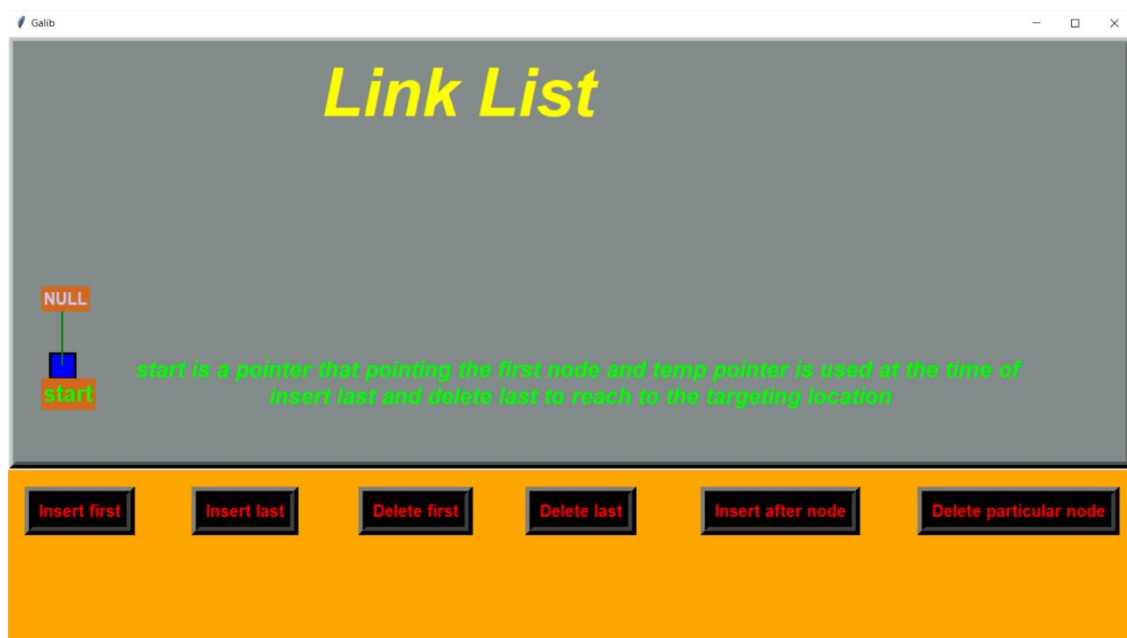 Galib
Link List
NULL
start
start is a pointer that pointing the first node and temp pointer is used at the time of
insert last and delete last to reach to the targeting location
Insert first
Insert last
Delete first
Delete last
Insert after node
Delete particular node